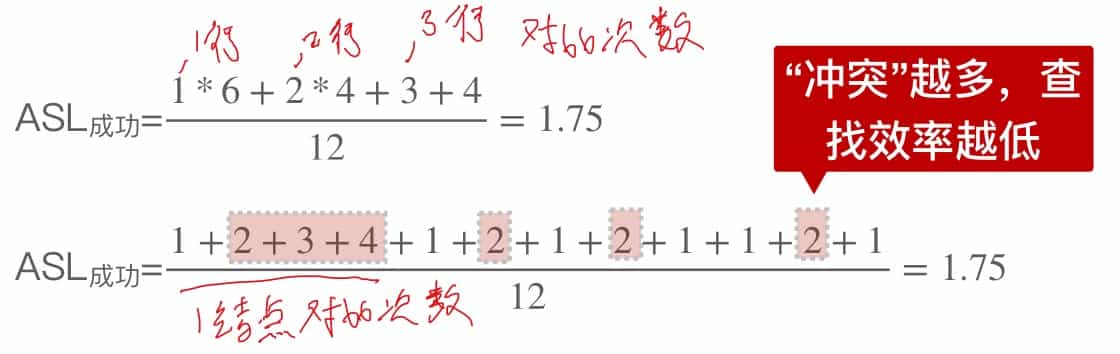 ,1行 ,2行 ,3行 对比次数
ASL成功= 1 * 6 + 2 * 4 + 3 + 4 / 12 = 1.75
“冲突”越多，查
找效率越低
ASL成功= 1 + 2 + 3 + 4 + 1 + 2 + 1 + 2 + 1 + 1 + 2 + 1 / 12 = 1.75
1结点对比次数